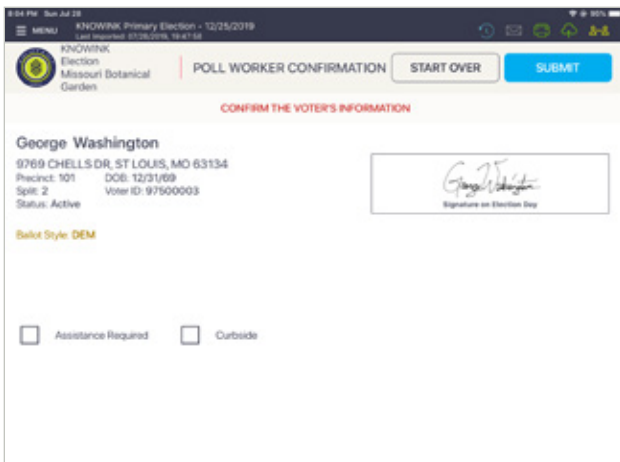 8:04 PM Sun Jul 28
90%
MENU
KNOWINK Primary Election - 12/25/2019
Last Imported: 07/28/2019, 19:47:58
KNOWINK
Election
Missouri Botanical
Garden
POLL WORKER CONFIRMATION
START OVER
SUBMIT
CONFIRM THE VOTER'S INFORMATION
George Washington
9769 CHELLS DR, ST LOUIS, MO 63134
Precinct: 101 DOB: 12/31/69
Split: 2 Voter ID: 97500003
Status: Active
George Washington
Signature on Election Day
Ballot Style: DEM
Assistance Required
Curbside